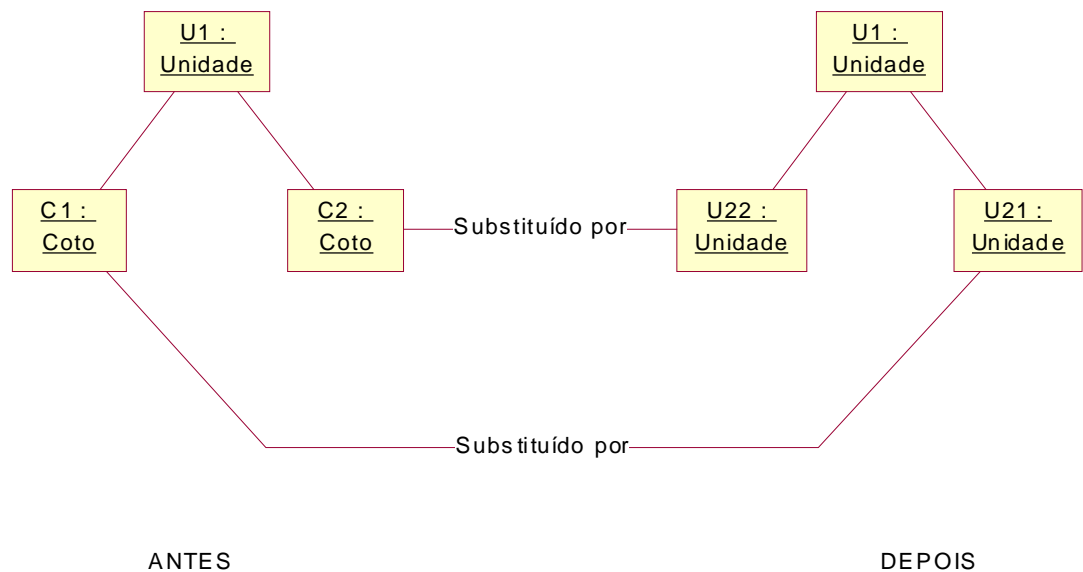 U1 :
Unidade
U1 :
Unidade
C1 :
Coto
C2 :
Coto
Substituído por
U22 :
Unidade
U21 :
Unidade
Substituído por
ANTES
DEPOIS